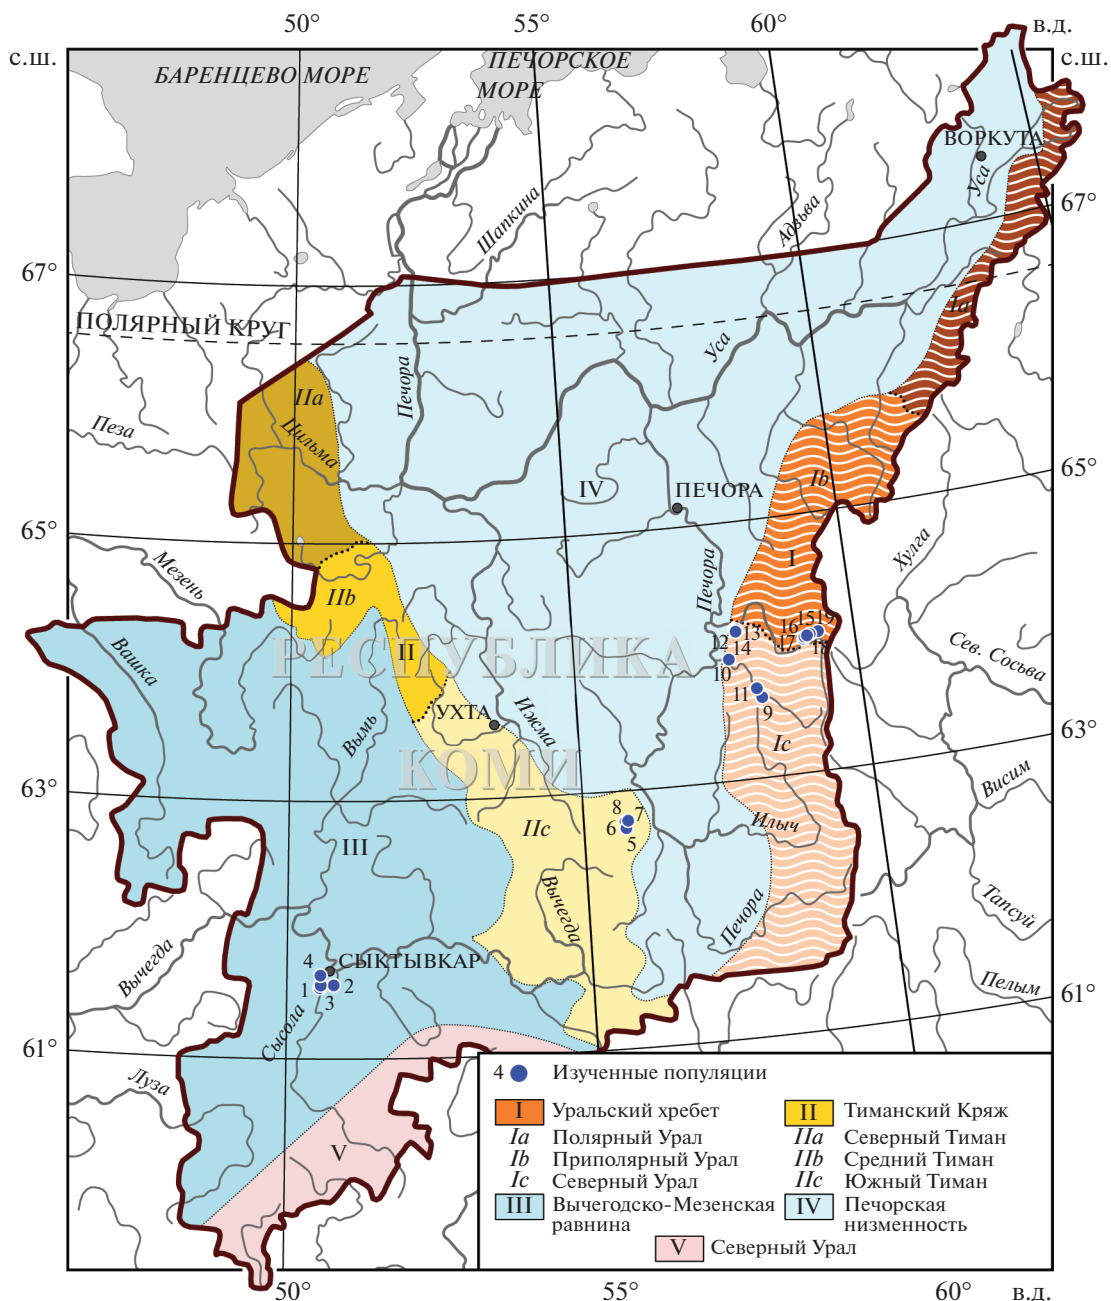 50°
55°
60°
в.д.
с.ш.
с.ш.
БАРЕНЦЕВО МОРЕ
ПЕЧОРСКОЕ
МОРЕ
ВОРКУТА
Уса
67°
Шапкина
Адзьва
67°
Ia
ПОЛЯРНЫЙ КРУГ
Уса
Печора
IIa
Пеза
Цильма
65°
Ib
IV
ПЕЧОРА
65°
Хулга
Мезень
I
Печора
IIb
16 15 19
12 13
17 18
14
10
Вашка
РЕСПУБЛИКА
II
Сев. Сосьва
11
9
УХТА
Ижма
Вымь
Ic
63°
КОМИ
63°
Висим
8 7
6 5
IIc
Илыч
III
Вычегда
Печора
Тапсуй
Вычегда
4
СЫКТЫВКАР
1 2
3
Пелым
61°
Сысола
61°
Луза
4 Изученные популяции
I Уральский хребет
II Тиманский Кряж
Ia Полярный Урал
IIa Северный Тиман
Ib Приполярный Урал
IIb Средний Тиман
Ic Северный Урал
IIc Южный Тиман
III Вычегодско-Мезенская
равнина
IV Печорская
низменность
V Северный Урал
V
50°
55°
60°
в.д.